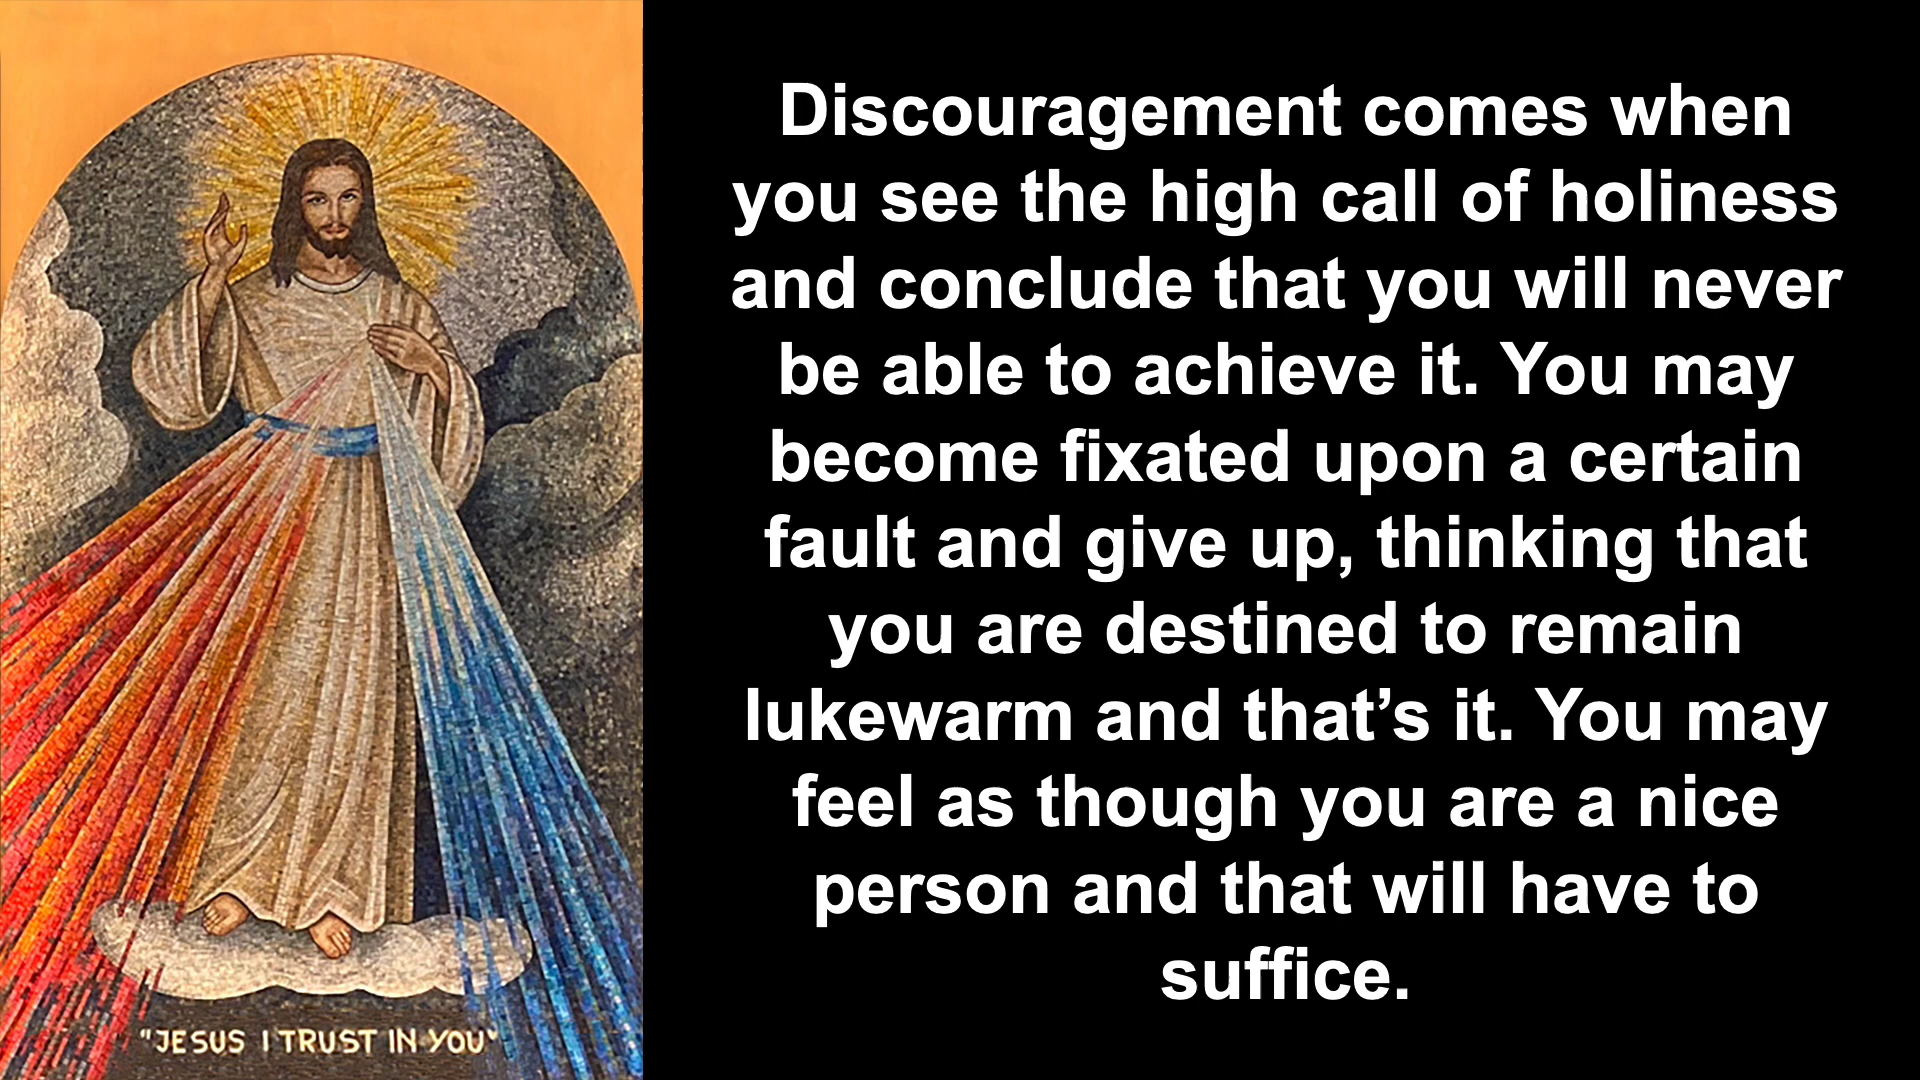 Discouragement comes when
you see the high call of holiness
and conclude that you will never
be able to achieve it. You may
become fixated upon a certain
fault and give up, thinking that
you are destined to remain
lukewarm and that’s it. You may
feel as though you are a nice
person and that will have to
suffice.
"JESUS I TRUST IN YOU"